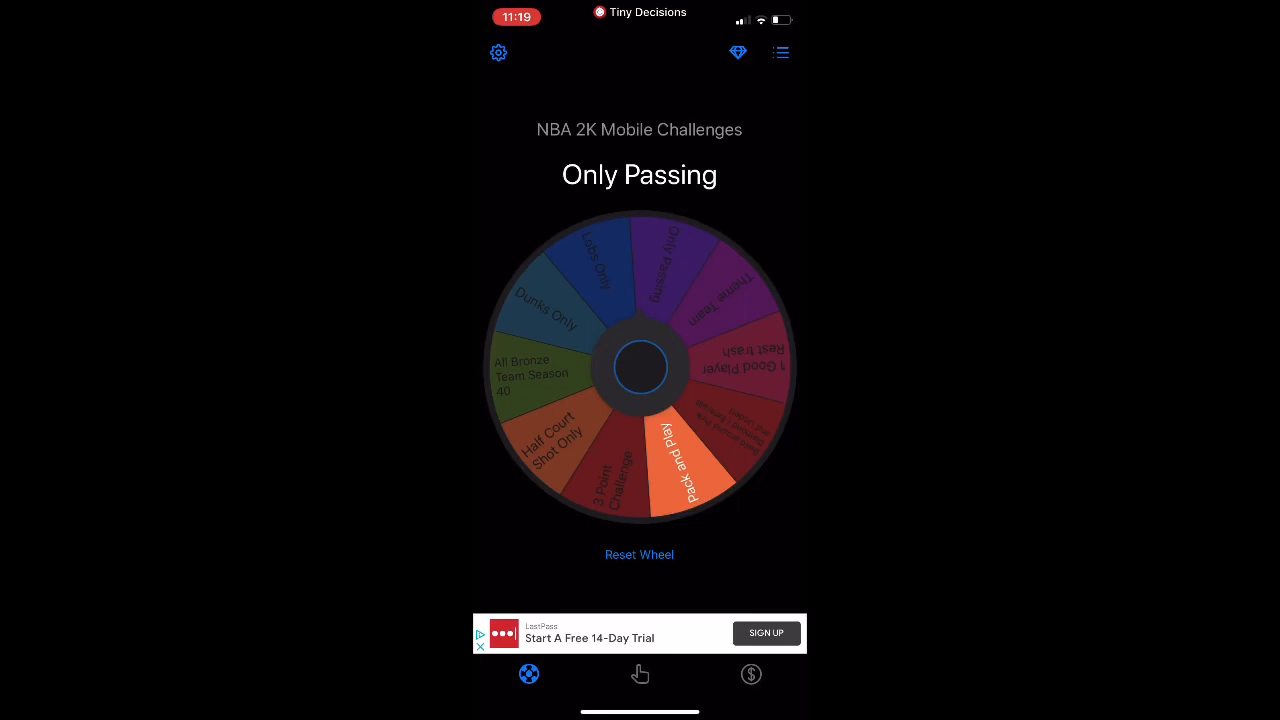 11:19
Tiny Decisions
NBA 2K Mobile Challenges
Only Passing
Lobs Only
Only Passing
Theme Team
1 Good Player
Rest trash
Dunks Only
All Bronze
Team Season
40
Half Court
Shot Only
3 Point
Challenge
Pack and Play
Reset Wheel
LastPass
Start A Free 14-Day Trial
SIGN UP